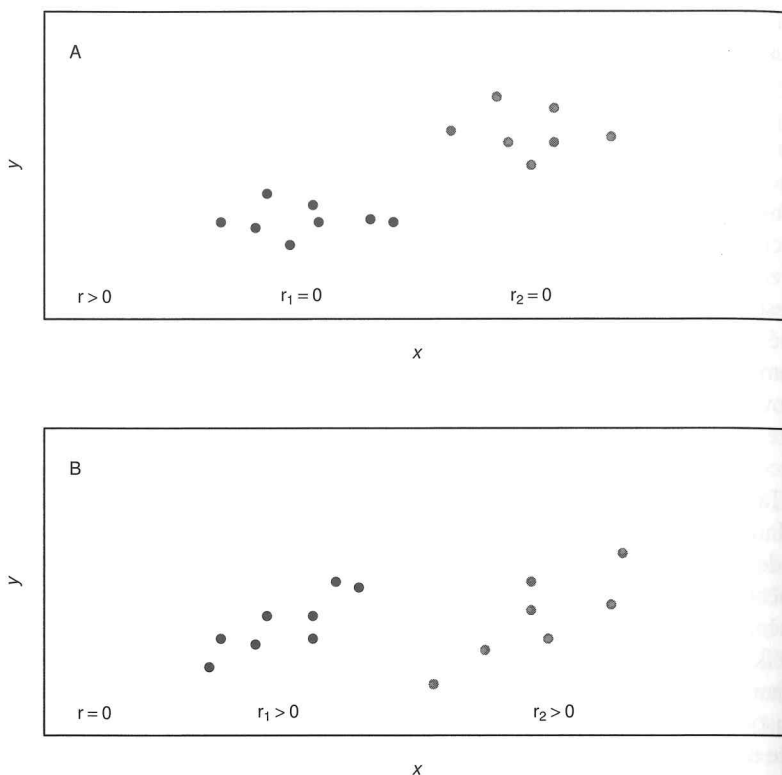 A
y
r > 0 r₁ = 0 r₂ = 0
x
B
y
r = 0 r₁ > 0 r₂ > 0
x